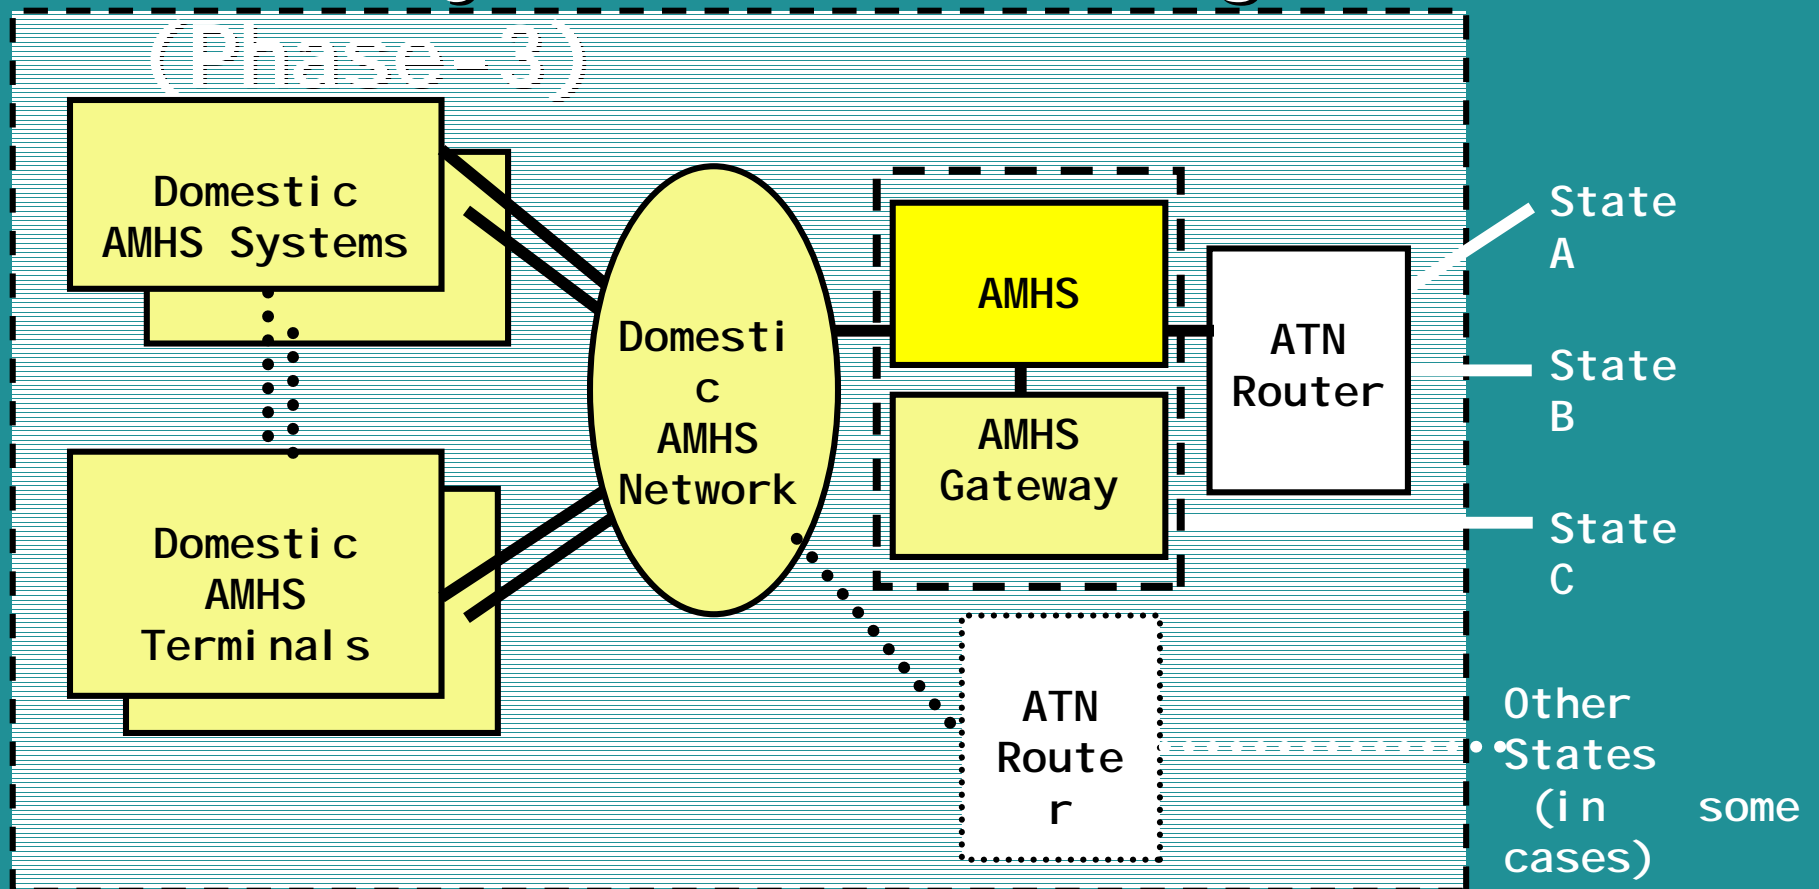 (Phase-3)
Domestic
AMHS Systems
Domesti
c
AMHS
Network
AMHS
AMHS
Gateway
ATN
Router
State
A
State
B
State
C
Domestic
AMHS
Terminals
ATN
Route
r
Other
States
(in some
cases)